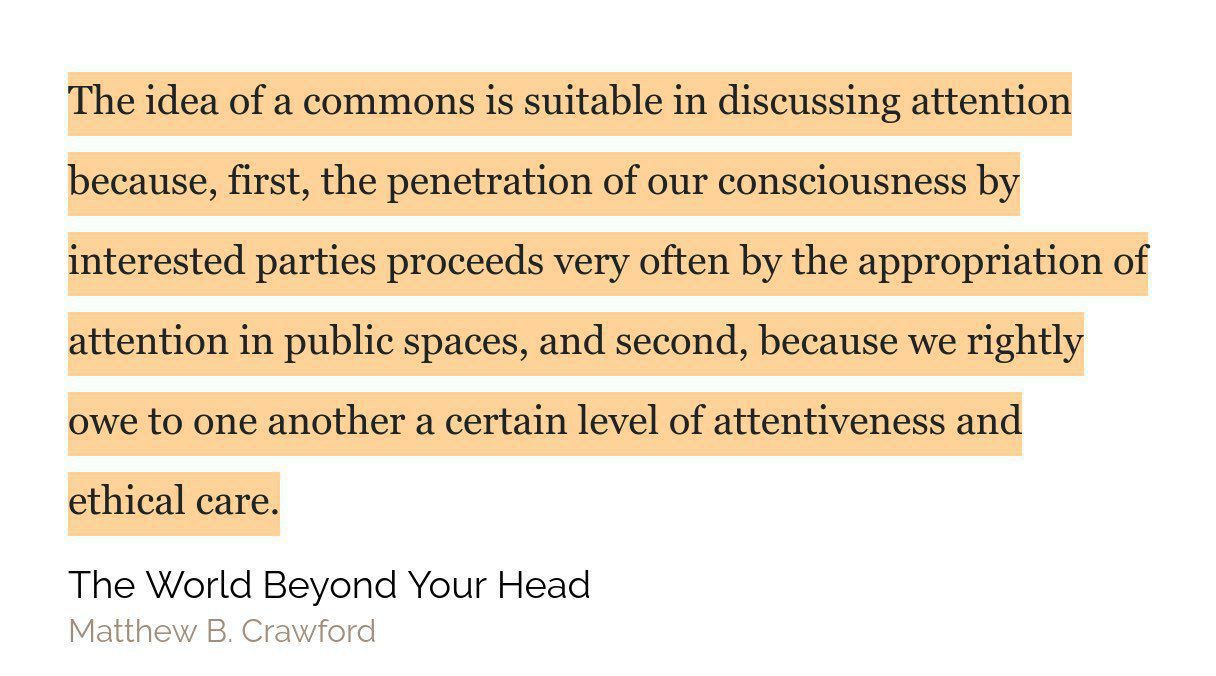 The idea of a commons is suitable in discussing attention
because, first, the penetration of our consciousness by
interested parties proceeds very often by the appropriation of
attention in public spaces, and second, because we rightly
owe to one another a certain level of attentiveness and
ethical care.
The World Beyond Your Head
Matthew B. Crawford